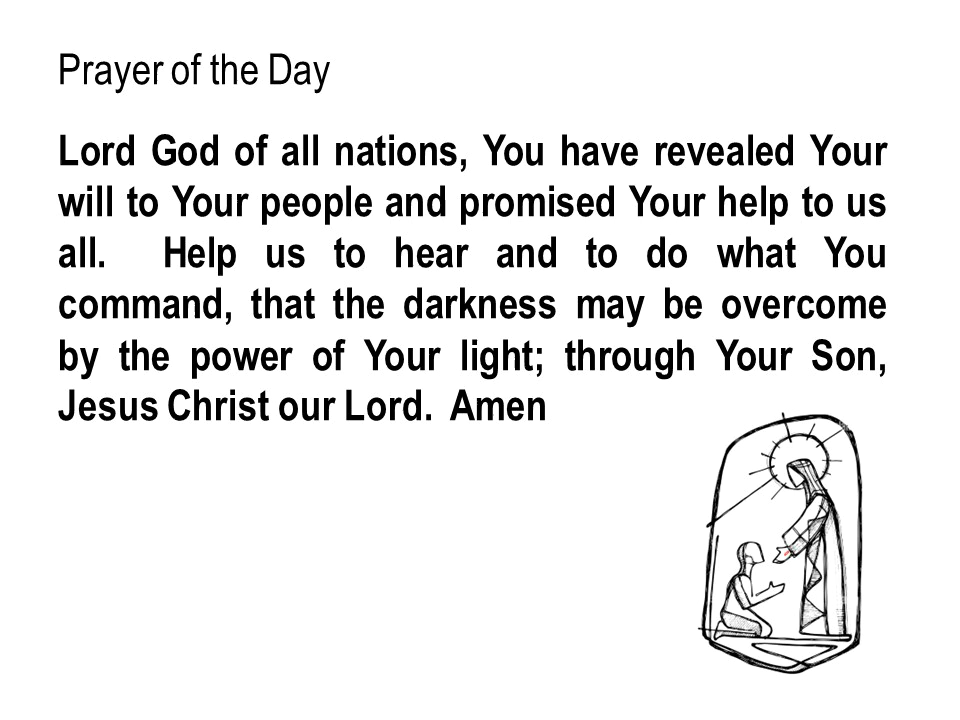 Prayer of the Day
Lord God of all nations, You have revealed Your
will to Your people and promised Your help to us
all. Help us to hear and to do what You
command, that the darkness may be overcome
by the power of Your light; through Your Son,
Jesus Christ our Lord. Amen